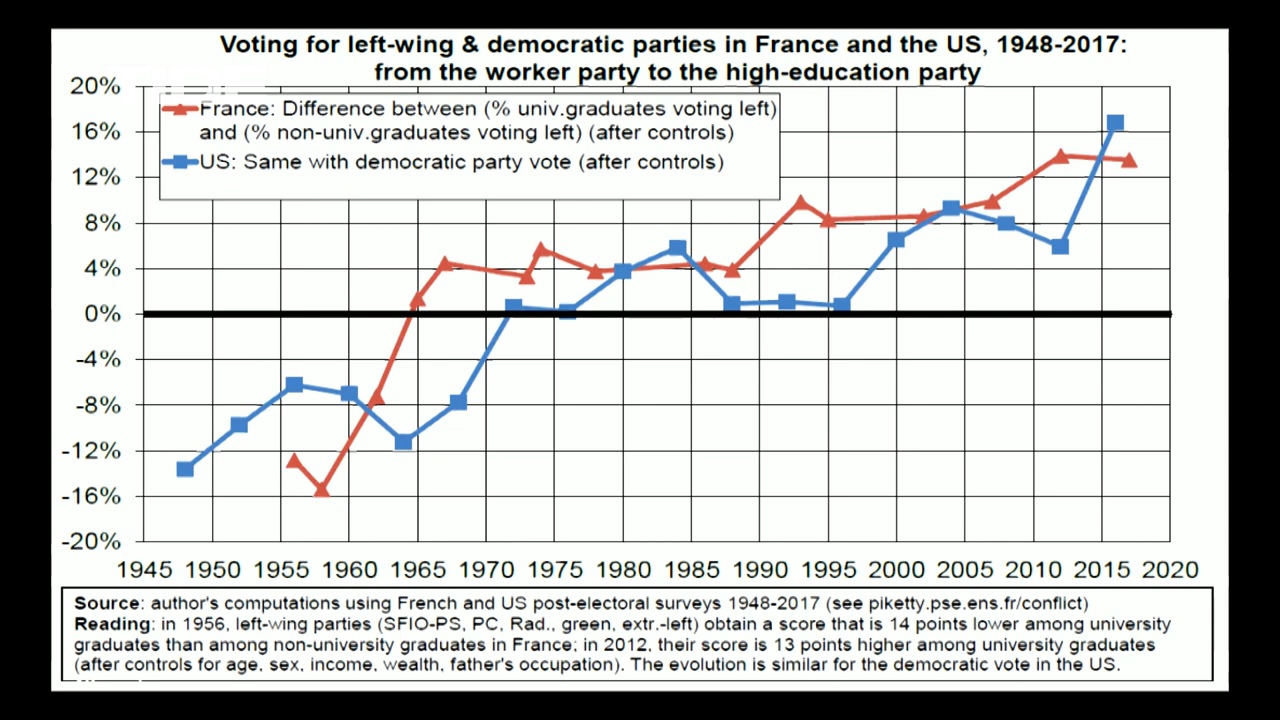 Voting for left-wing & democratic parties in France and the US, 1948-2017:
from the worker party to the high-education party
20%
France: Difference between (% univ.graduates voting left)
and (% non-univ.graduates voting left) (after controls)
US: Same with democratic party vote (after controls)
16%
12%
8%
4%
0%
-4%
-8%
-12%
-16%
-20%
1945 1950 1955 1960 1965 1970 1975 1980 1985 1990 1995 2000 2005 2010 2015 2020
Source: author's computations using French and US post-electoral surveys 1948-2017 (see piketty.pse.ens.fr/conflict)
Reading: in 1956, left-wing parties (SFIO-PS, PC, Rad., green, extr.-left) obtain a score that is 14 points lower among university
graduates than among non-university graduates in France; in 2012, their score is 13 points higher among university graduates
(after controls for age, sex, income, wealth, father's occupation). The evolution is similar for the democratic vote in the US.